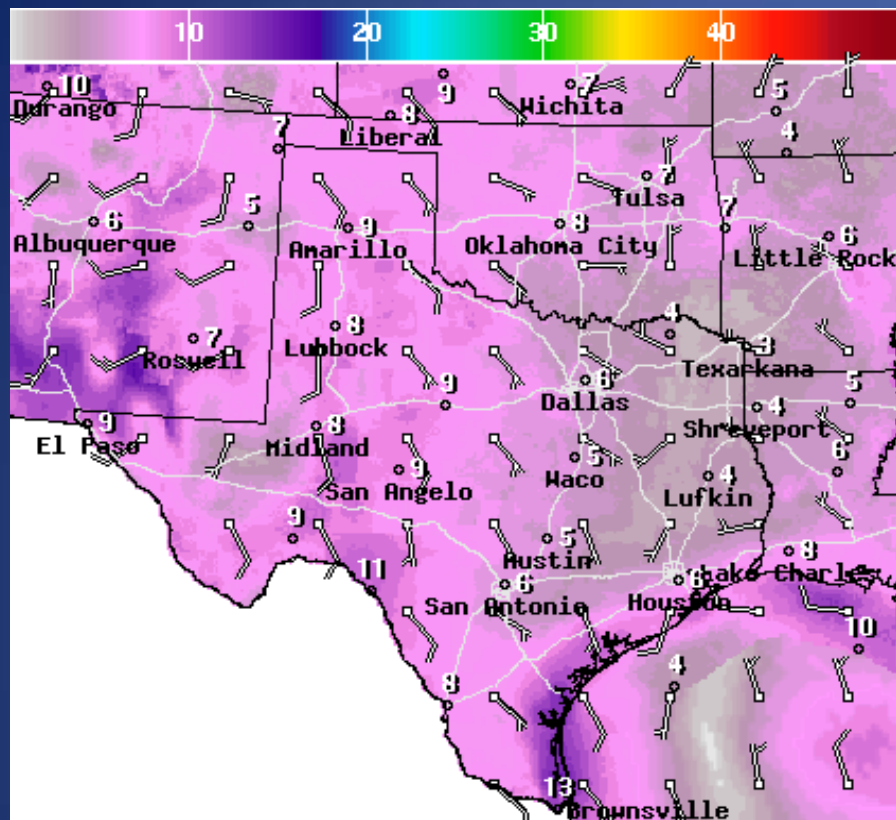 10 20 30 40
10 9 7 5
Durango Wichita
8
Liberal
7 4
7
Tulsa
6 5 9 8 7 6
Albuquerque Amarillo Oklahoma City Little Rock
7 8 4 3
Roswell Lubbock Texarkana
9 6 5
Dallas
9 8 4
El Paso Midland Shreveport
9 5 4 6
San Angelo Waco Lufkin
9 5 8
Austin
11 6 6 Lake Charles
San Antonio Houston
10
4
8
13
Brownsville